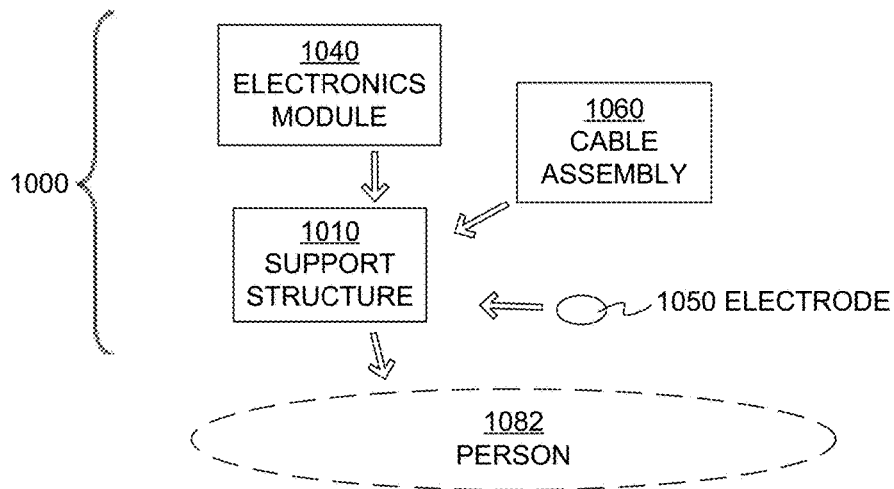 1040
ELECTRONICS
MODULE
1060
CABLE
ASSEMBLY
1000
1010
SUPPORT
STRUCTURE
1050 ELECTRODE
1082
PERSON